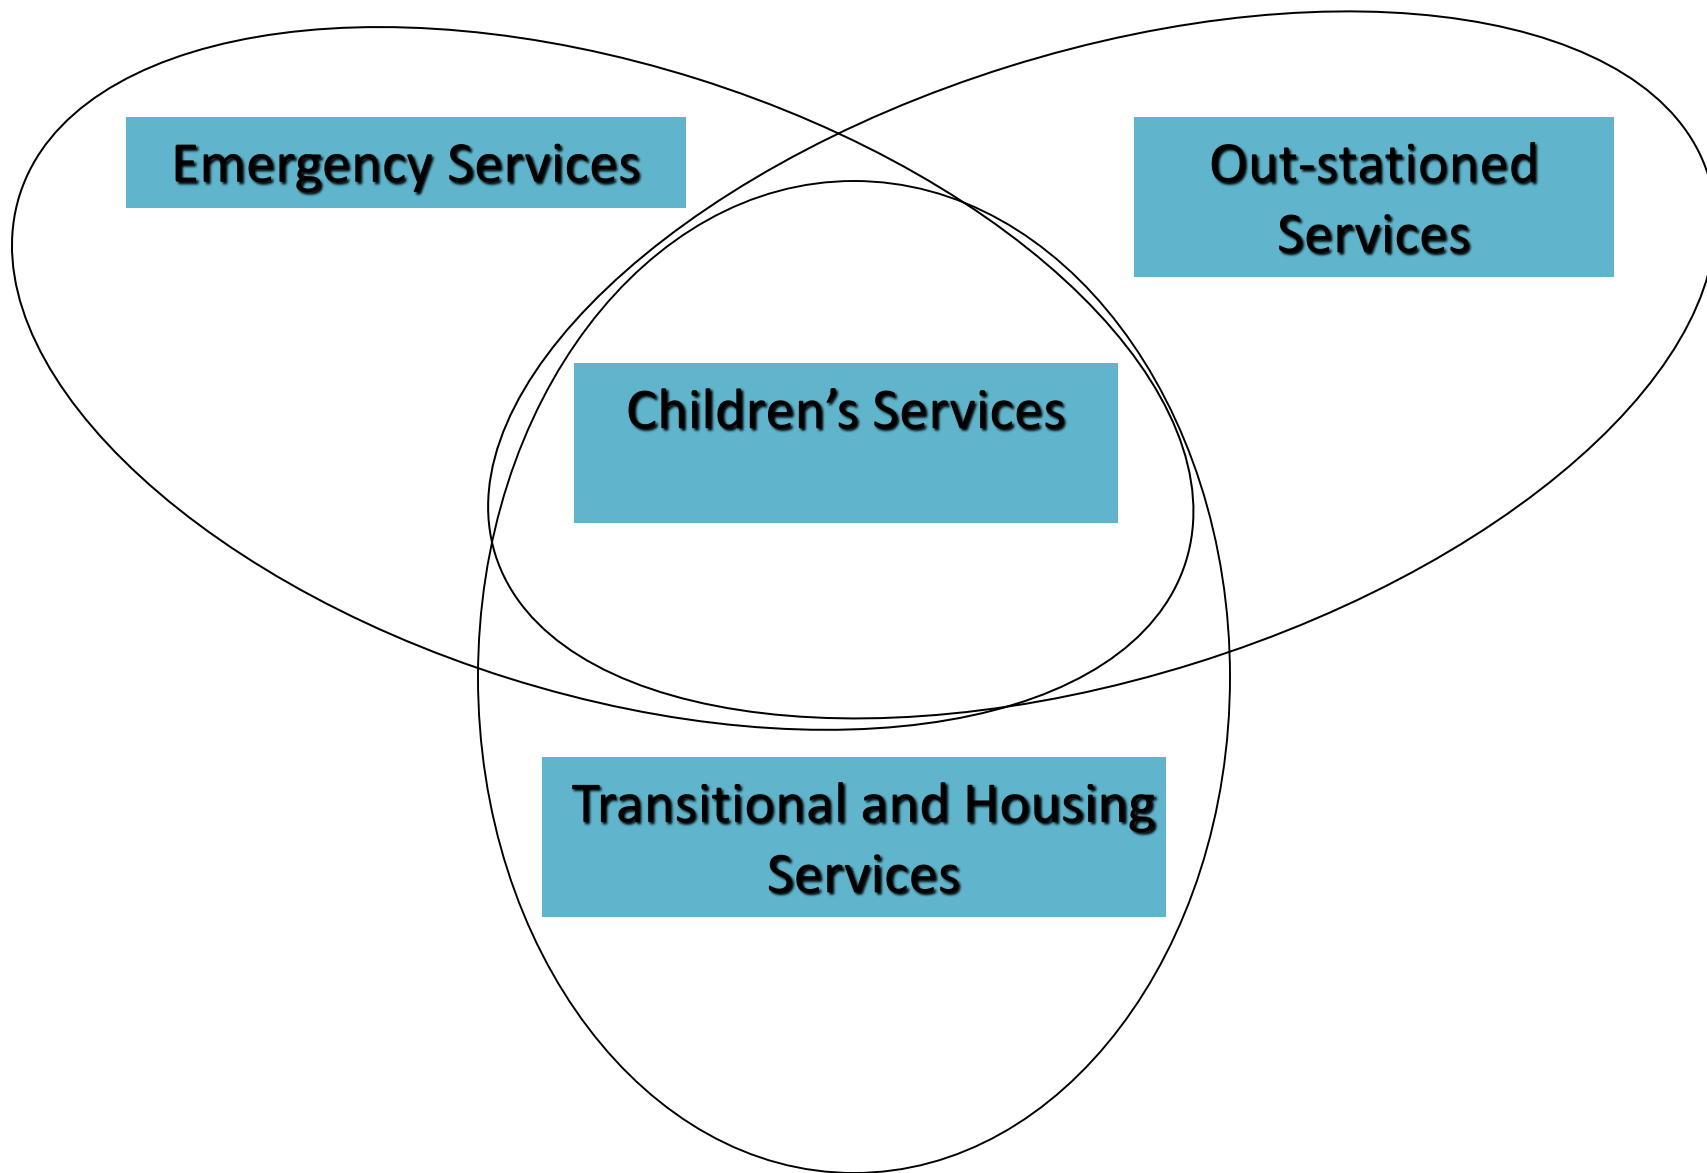 Emergency Services
Out-stationed
Services
Children’s Services
Transitional and Housing
Services